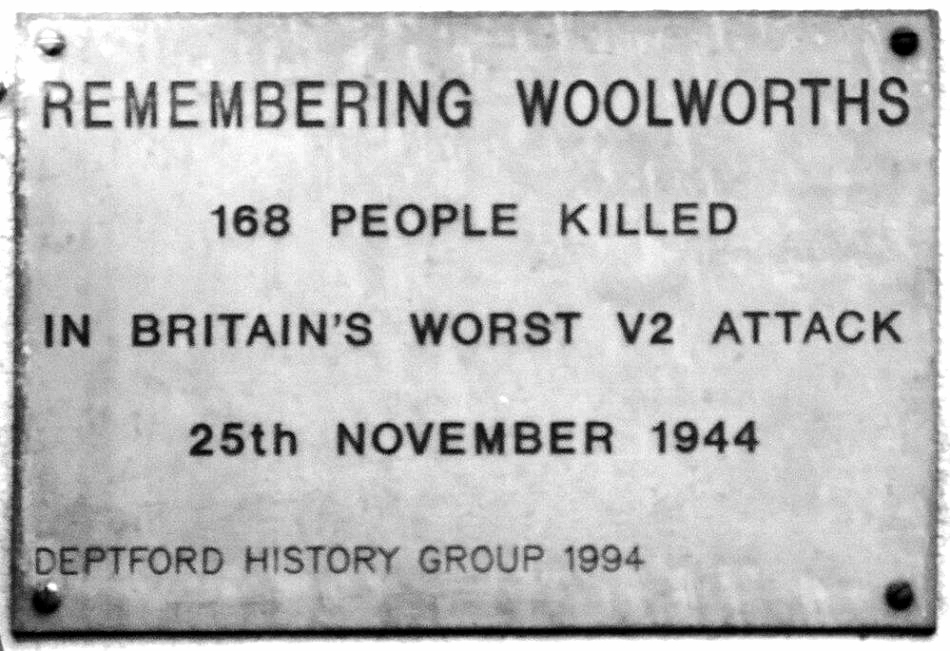 REMEMBERING WOOLWORTHS
168 PEOPLE KILLED
IN BRITAIN'S WORST V2 ATTACK
25th NOVEMBER 1944
DEPTFORD HISTORY GROUP 1994